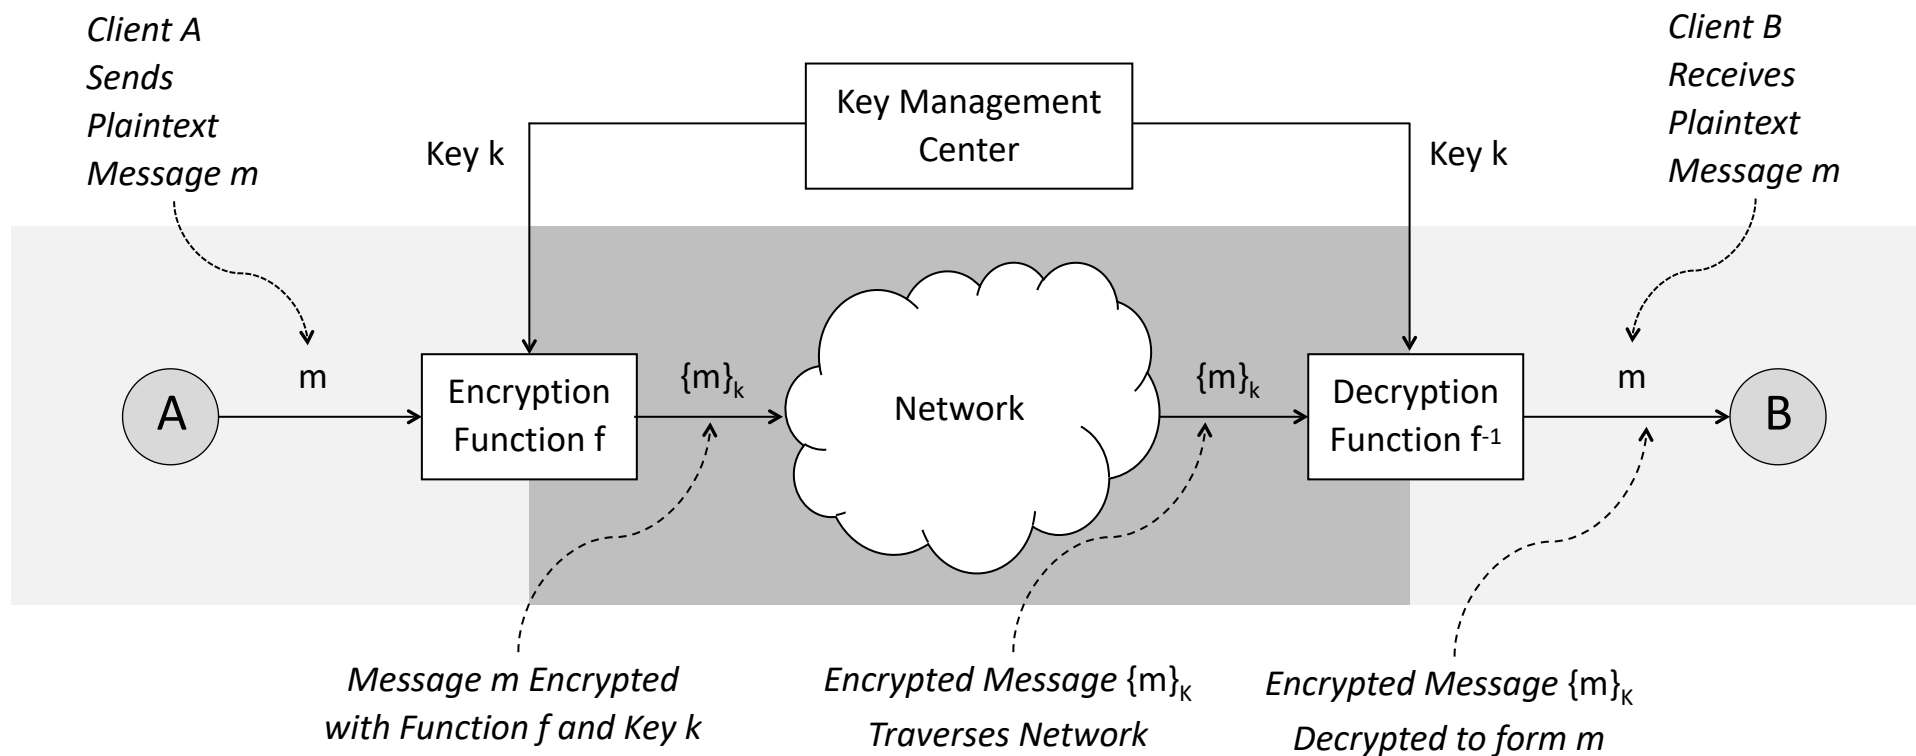 Client A
Sends
Plaintext
Message m
Key Management
Center
Client B
Receives
Plaintext
Message m
Key k
Key k
A
m
Encryption
Function f
{m}ₖ
Network
{m}ₖ
Decryption
Function f⁻¹
m
B
Message m Encrypted
with Function f and Key k
Encrypted Message {m}K
Traverses Network
Encrypted Message {m}K
Decrypted to form m